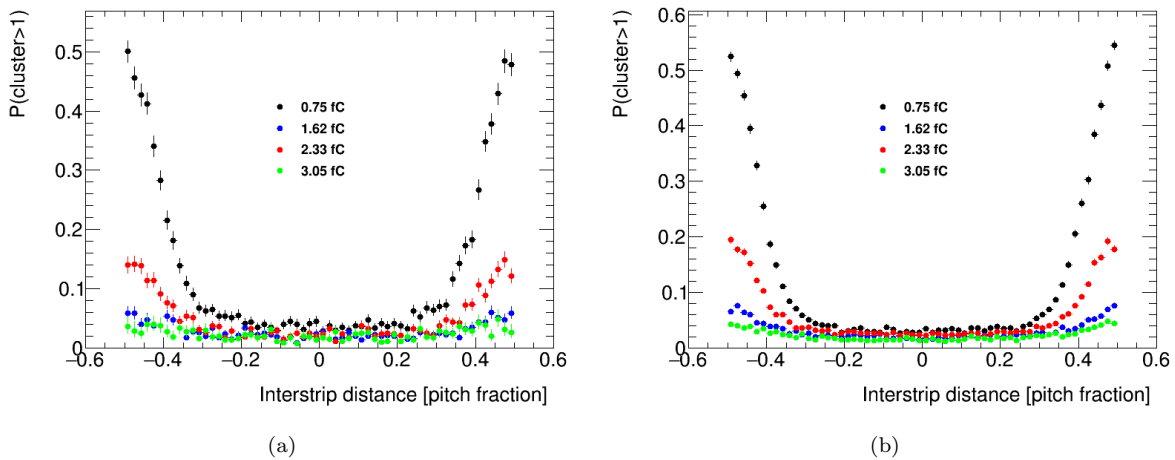 P(cluster>1)
0.5
0.4
0.3
0.2
0.1
0
0.75 fC
1.62 fC
2.33 fC
3.05 fC
−0.6 −0.4 −0.2 0 0.2 0.4 0.6
Interstrip distance [pitch fraction]
(a)
P(cluster>1)
0.6
0.5
0.4
0.3
0.2
0.1
0
0.75 fC
1.62 fC
2.33 fC
3.05 fC
−0.6 −0.4 −0.2 0 0.2 0.4 0.6
Interstrip distance [pitch fraction]
(b)